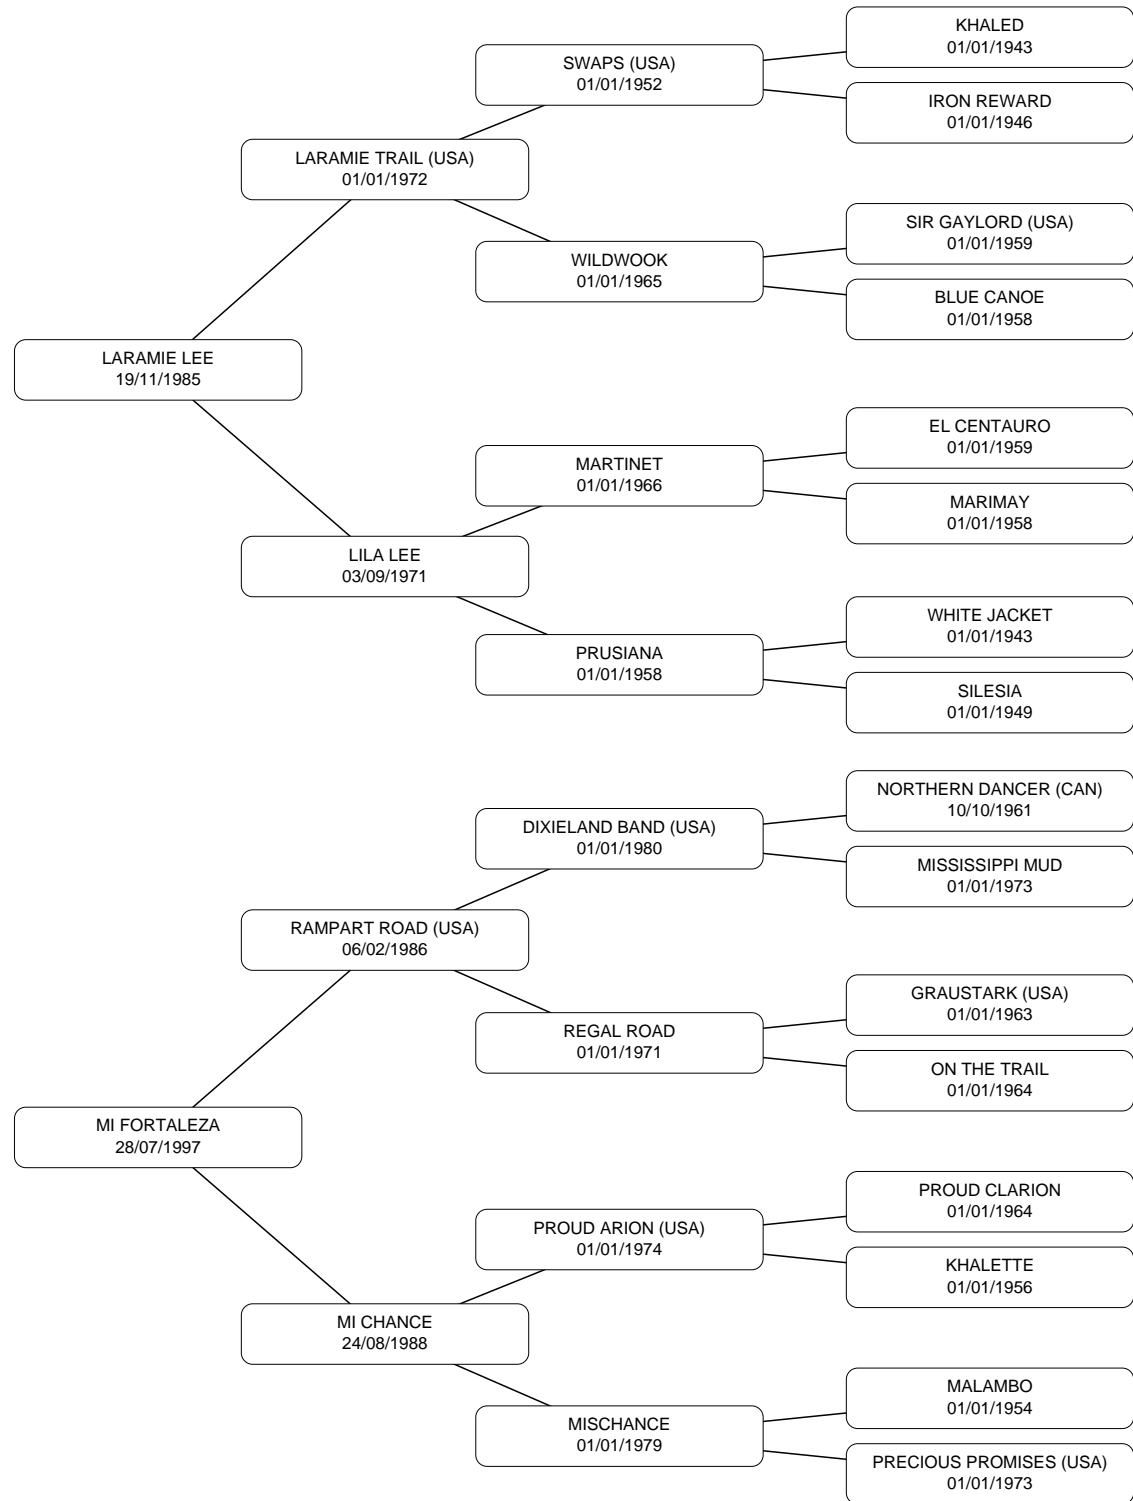 KHALED
01/01/1943
SWAPS (USA)
01/01/1952
IRON REWARD
01/01/1946
LARAMIE TRAIL (USA)
01/01/1972
SIR GAYLORD (USA)
01/01/1959
WILDWOOK
01/01/1965
BLUE CANOE
01/01/1958
LARAMIE LEE
19/11/1985
EL CENTAURO
01/01/1959
MARTINET
01/01/1966
MARIMAY
01/01/1958
LILA LEE
03/09/1971
WHITE JACKET
01/01/1943
PRUSIANA
01/01/1958
SILESIA
01/01/1949
NORTHERN DANCER (CAN)
10/10/1961
DIXIELAND BAND (USA)
01/01/1980
MISSISSIPPI MUD
01/01/1973
RAMPART ROAD (USA)
06/02/1986
GRAUSTARK (USA)
01/01/1963
REGAL ROAD
01/01/1971
ON THE TRAIL
01/01/1964
MI FORTALEZA
28/07/1997
PROUD CLARION
01/01/1964
PROUD ARION (USA)
01/01/1974
KHALETTE
01/01/1956
MI CHANCE
24/08/1988
MALAMBO
01/01/1954
MISCHANCE
01/01/1979
PRECIOUS PROMISES (USA)
01/01/1973